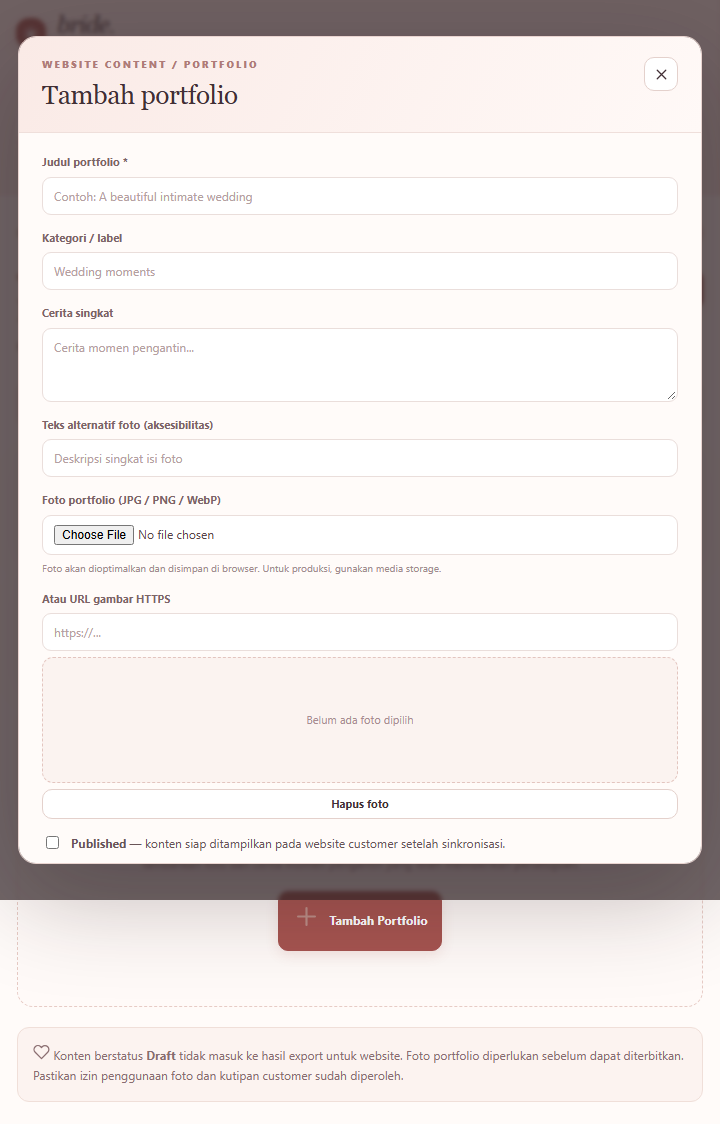 bride.
WEBSITE CONTENT / PORTFOLIO
Tambah portfolio
Judul portfolio *
Contoh: A beautiful intimate wedding
Kategori / label
Wedding moments
Cerita singkat
Cerita momen pengantin...
Teks alternatif foto (aksesibilitas)
Deskripsi singkat isi foto
Foto portfolio (JPG / PNG / WebP)
Choose File No file chosen
Foto akan dioptimalkan dan disimpan di browser. Untuk produksi, gunakan media storage.
Atau URL gambar HTTPS
https://...
Belum ada foto dipilih
Hapus foto
Published — konten siap ditampilkan pada website customer setelah sinkronisasi.
Tambah Portfolio
Konten berstatus Draft tidak masuk ke hasil export untuk website. Foto portfolio diperlukan sebelum dapat diterbitkan.
Pastikan izin penggunaan foto dan kutipan customer sudah diperoleh.